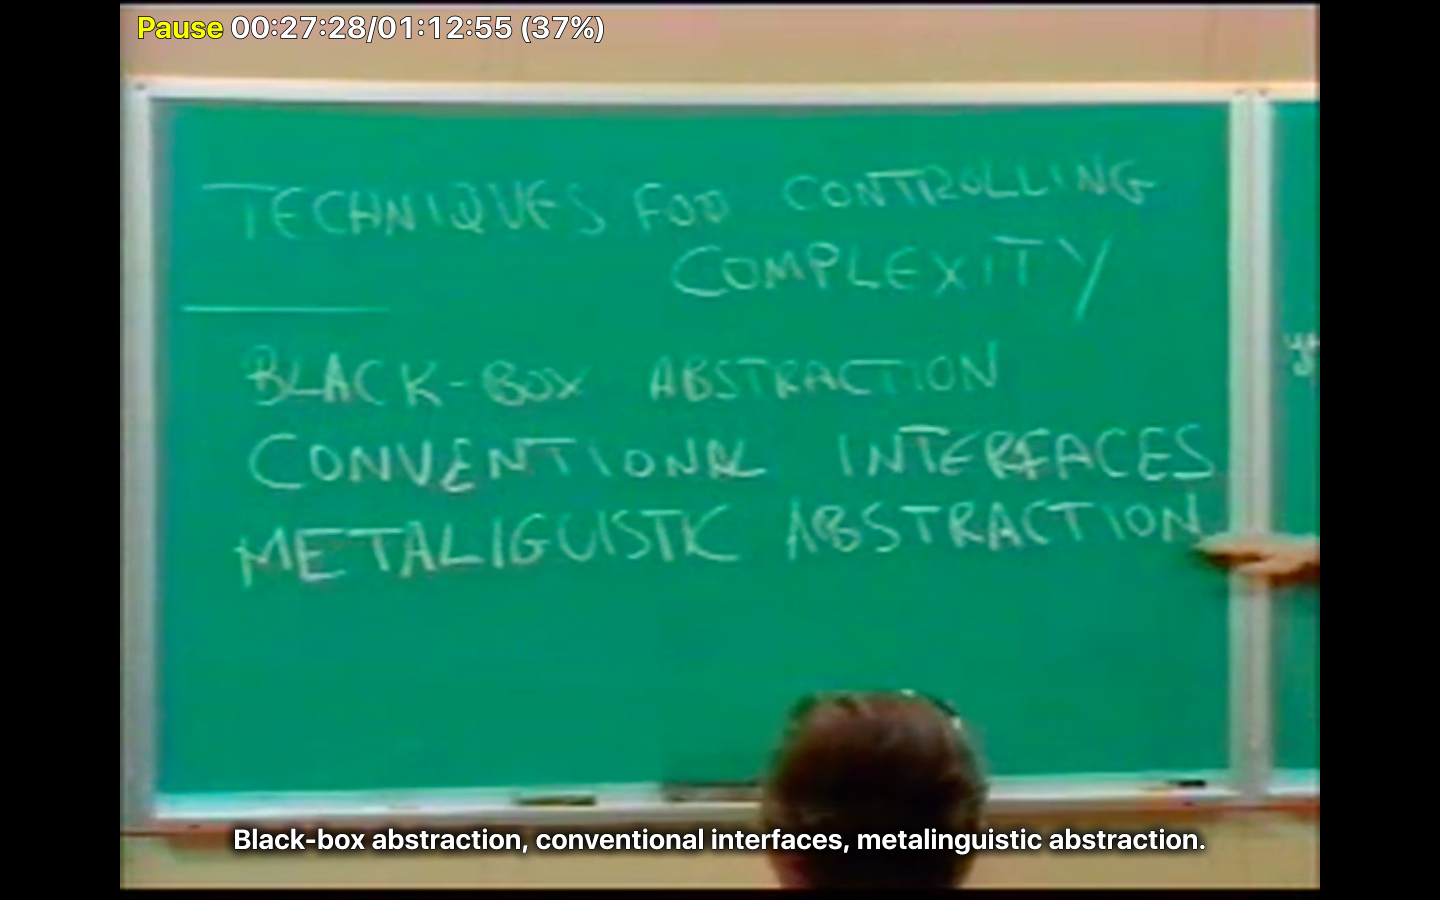 Pause 00:27:28/01:12:55 (37%)
TECHNIQUES FOR CONTROLLING
COMPLEXITY
BLACK-BOX ABSTRACTION
CONVENTIONAL INTERFACES
METALIGUISTIC ABSTRACTION
Black-box abstraction, conventional interfaces, metalinguistic abstraction.